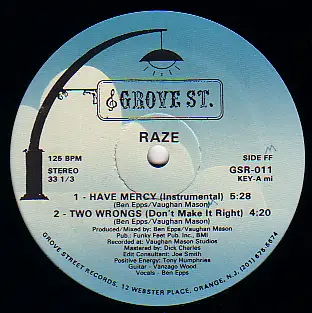 GROVE ST.
RAZE
125 BPM
STEREO
33 1/3
SIDE FF
GSR-011
KEY-A mi
1 - HAVE MERCY (Instrumental) 5:28
(Ben Epps/Vaughan Mason)
2 - TWO WRONGS (Don't Make It Right) 4:20
(Ben Epps/Vaughan Mason)
Produced/Mixed by: Ben Epps/Vaughan Mason
Pub.: Funky Feet Pub. Inc., BMI
Recorded at: Vaughan Mason Studios
Mastered by: Dick Charles
Edit Consultant: Joe Smith
Positive Energy: Tony Humphries
Guitar - Vanzago Wood
Vocals - Ben Epps
GROVE STREET RECORDS, 12 WEBSTER PLACE, ORANGE, N.J. (201) 675-8674